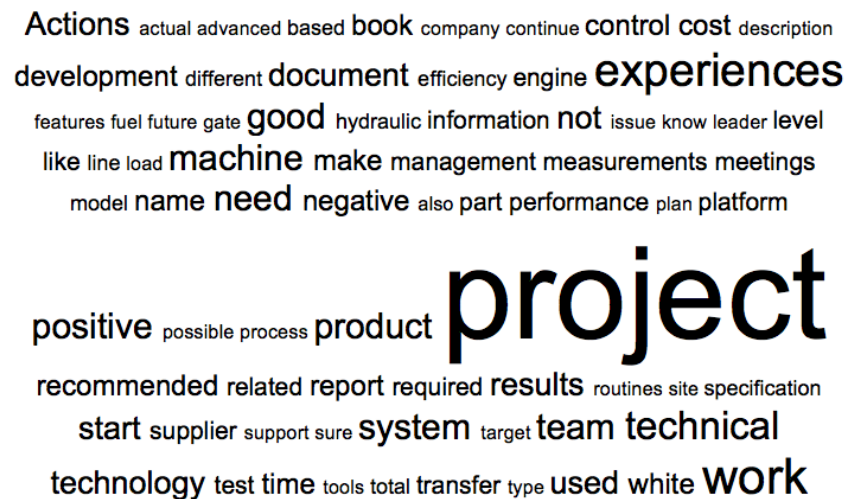 Actions actual advanced based book company continue control cost description
development different document efficiency engine experiences
features fuel future gate good hydraulic information not issue know leader level
like line load machine make management measurements meetings
model name need negative also part performance plan platform
positive possible process product project
recommended related report required results routines site specification
start supplier support sure system target team technical
technology test time tools total transfer type used white work